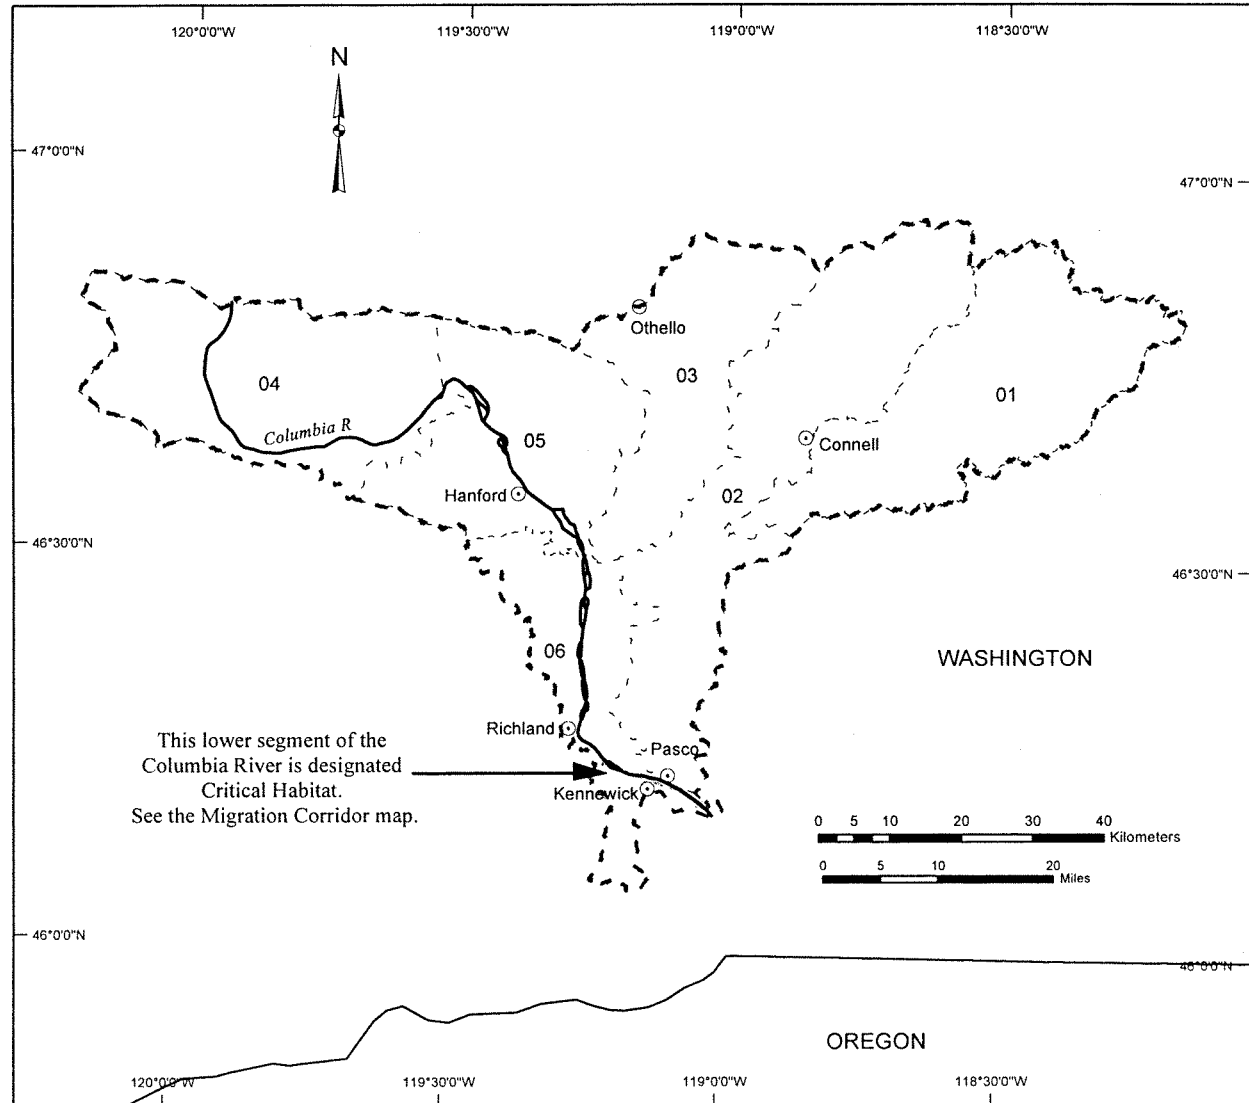 120°0'0"W
119°30'0"W
119°0'0"W
118°30'0"W
N
47°0'0"N
47°0'0"N
Othello
03
04
01
Columbia R
05
Connell
Hanford
02
46°30'0"N
46°30'0"N
06
WASHINGTON
Richland
This lower segment of the
Columbia River is designated
Critical Habitat.
See the Migration Corridor map.
Pasco
Kennewick
0 5 10 20 30 40
Kilometers
0 5 10 20
Miles
46°0'0"N
46°0'0"N
OREGON
120°0'0"W
119°30'0"W
119°0'0"W
118°30'0"W